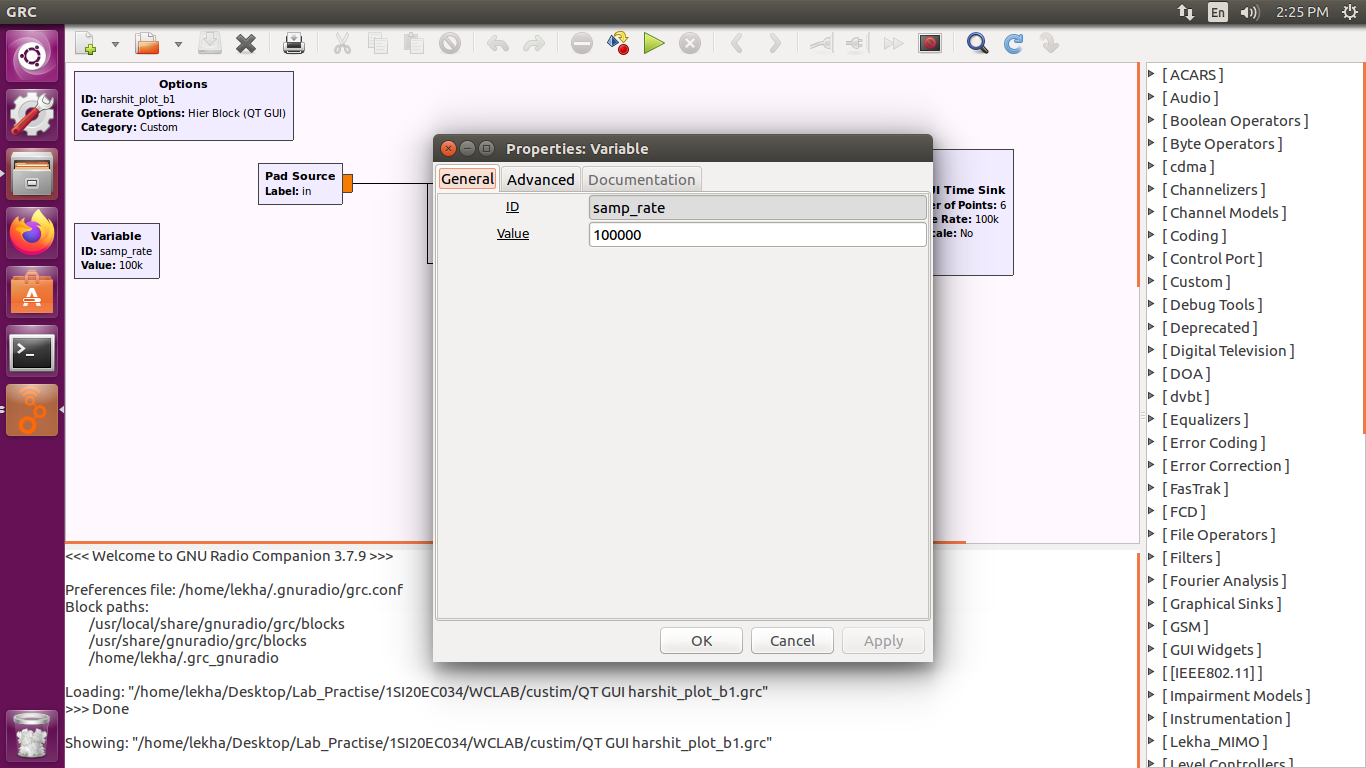 GRC
En
2:25 PM
Options
ID: harshit_plot_b1
Generate Options: Hier Block (QT GUI)
Category: Custom
Pad Source
Label: in
Variable
ID: samp_rate
Value: 100k
Properties: Variable
General Advanced Documentation
ID samp_rate
Value 100000
OK Cancel Apply
I Time Sink
er of Points: 6
e Rate: 100k
cale: No
[ ACARS ]
[ Audio ]
[ Boolean Operators ]
[ Byte Operators ]
[ cdma ]
[ Channelizers ]
[ Channel Models ]
[ Coding ]
[ Control Port ]
[ Custom ]
[ Debug Tools ]
[ Deprecated ]
[ Digital Television ]
[ DOA ]
[ dvbt ]
[ Equalizers ]
[ Error Coding ]
[ Error Correction ]
[ FasTrak ]
[ FCD ]
[ File Operators ]
[ Filters ]
[ Fourier Analysis ]
[ Graphical Sinks ]
[ GSM ]
[ GUI Widgets ]
[ [IEEE802.11] ]
[ Impairment Models ]
[ Instrumentation ]
[ Lekha_MIMO ]
[ Level Controllers ]
<<< Welcome to GNU Radio Companion 3.7.9 >>>
Preferences file: /home/lekha/.gnuradio/grc.conf
Block paths:
/usr/local/share/gnuradio/grc/blocks
/usr/share/gnuradio/grc/blocks
/home/lekha/.grc_gnuradio
Loading: "/home/lekha/Desktop/Lab_Practise/1SI20EC034/WCLAB/custim/QT GUI harshit_plot_b1.grc"
>>> Done
Showing: "/home/lekha/Desktop/Lab_Practise/1SI20EC034/WCLAB/custim/QT GUI harshit_plot_b1.grc"